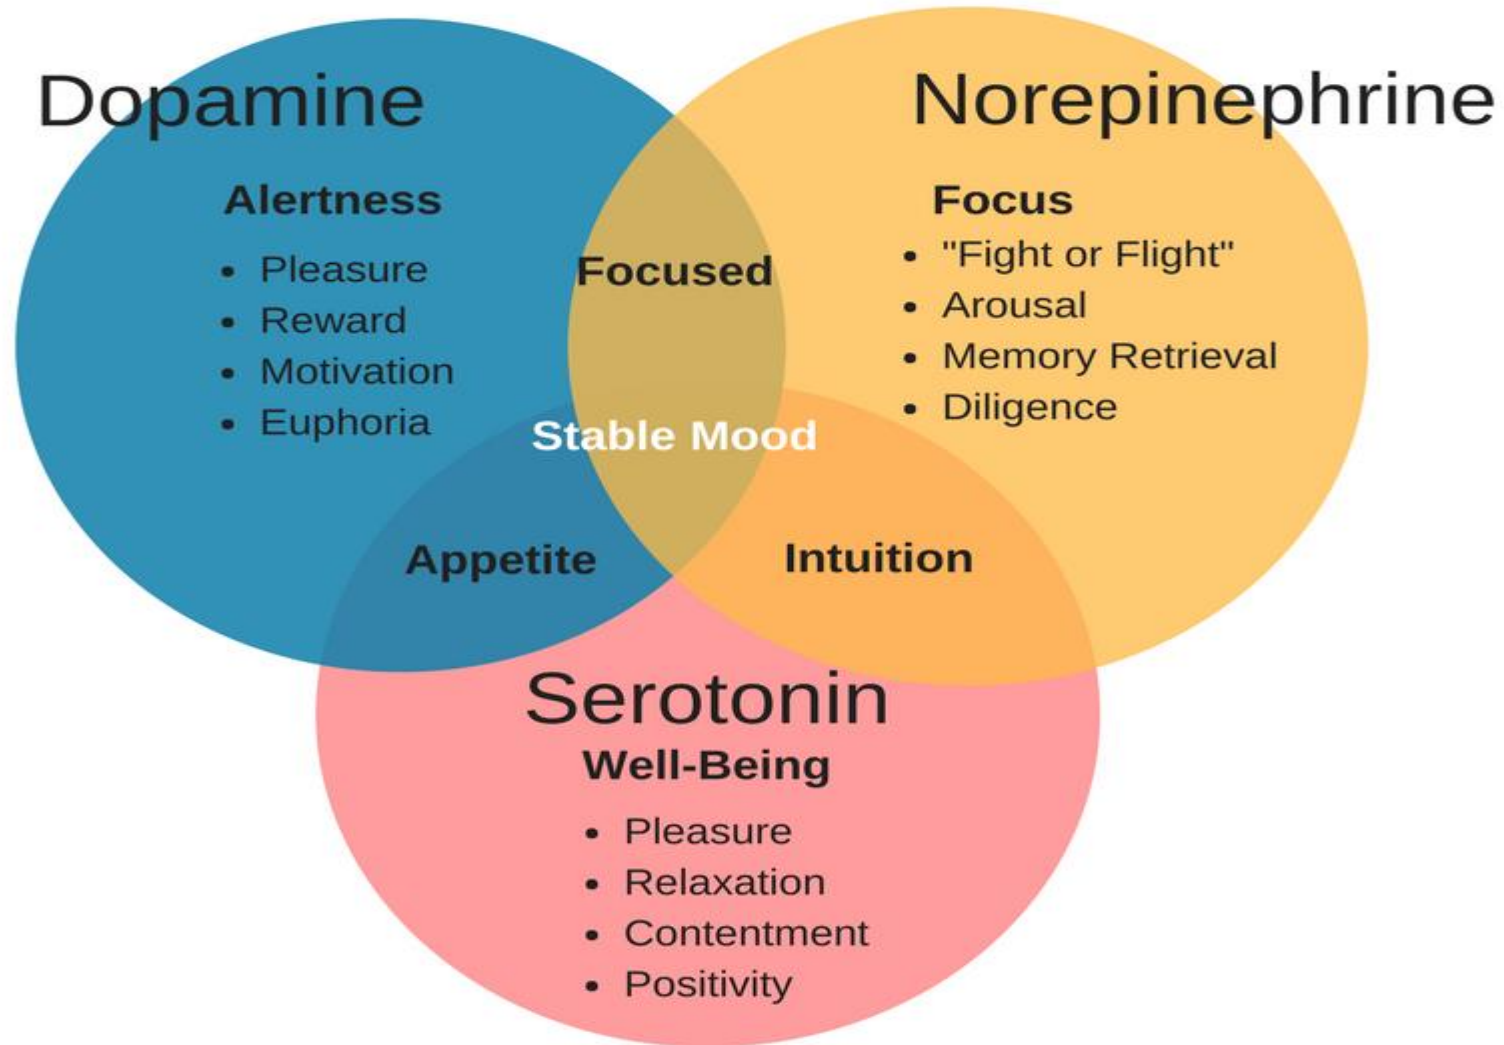 Dopamine
Alertness
• Pleasure
• Reward
• Motivation
• Euphoria
Norepinephrine
Focus
• "Fight or Flight"
• Arousal
• Memory Retrieval
• Diligence
Focused
Stable Mood
Appetite
Intuition
Serotonin
Well-Being
• Pleasure
• Relaxation
• Contentment
• Positivity